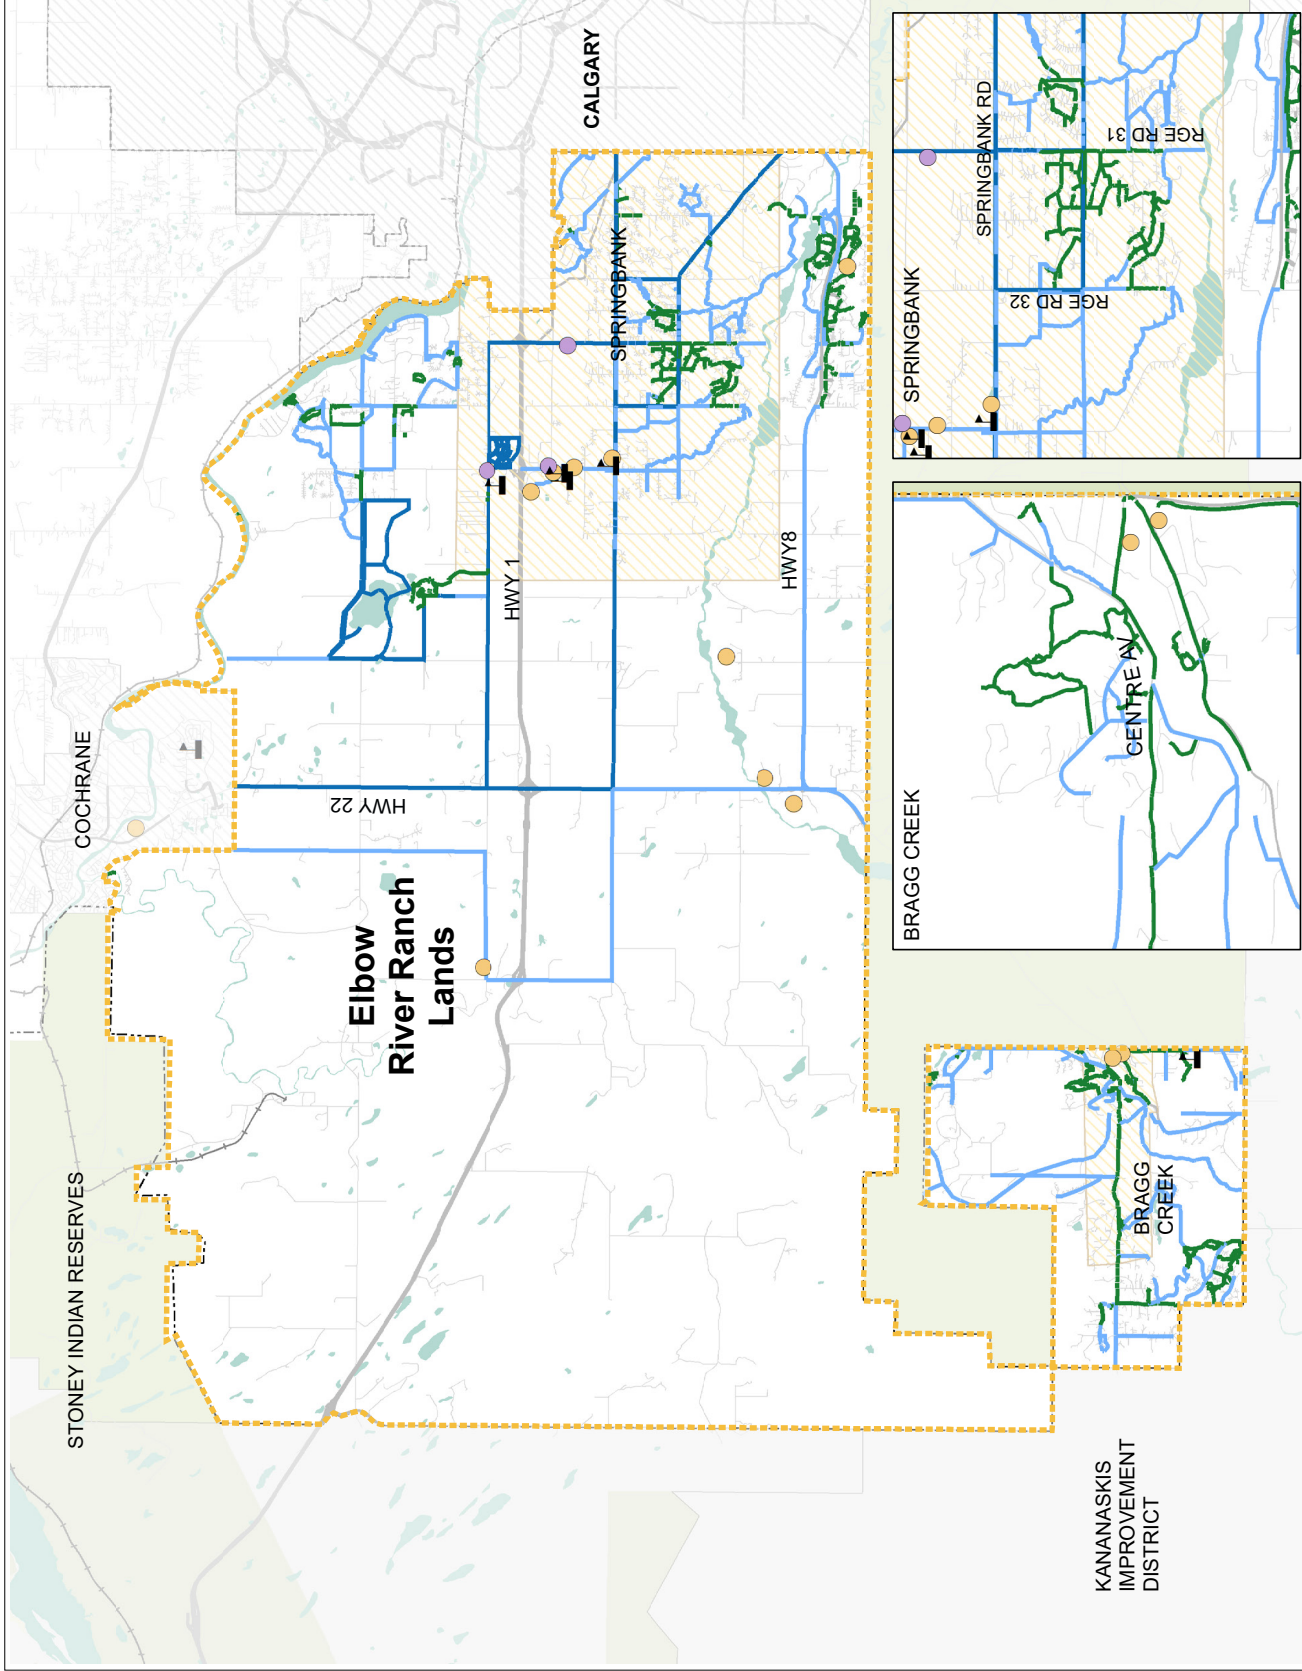 STONEY INDIAN RESERVES
COCHRANE
CALGARY
Elbow
River Ranch
Lands
HWY 22
HWY 1
SPRINGBANK
HWY8
BRAGG
CREEK
KANANASKIS
IMPROVEMENT
DISTRICT
BRAGG CREEK
CENTRE AV
SPRINGBANK
SPRINGBANK RD
RGE RD 32
RGE RD 31